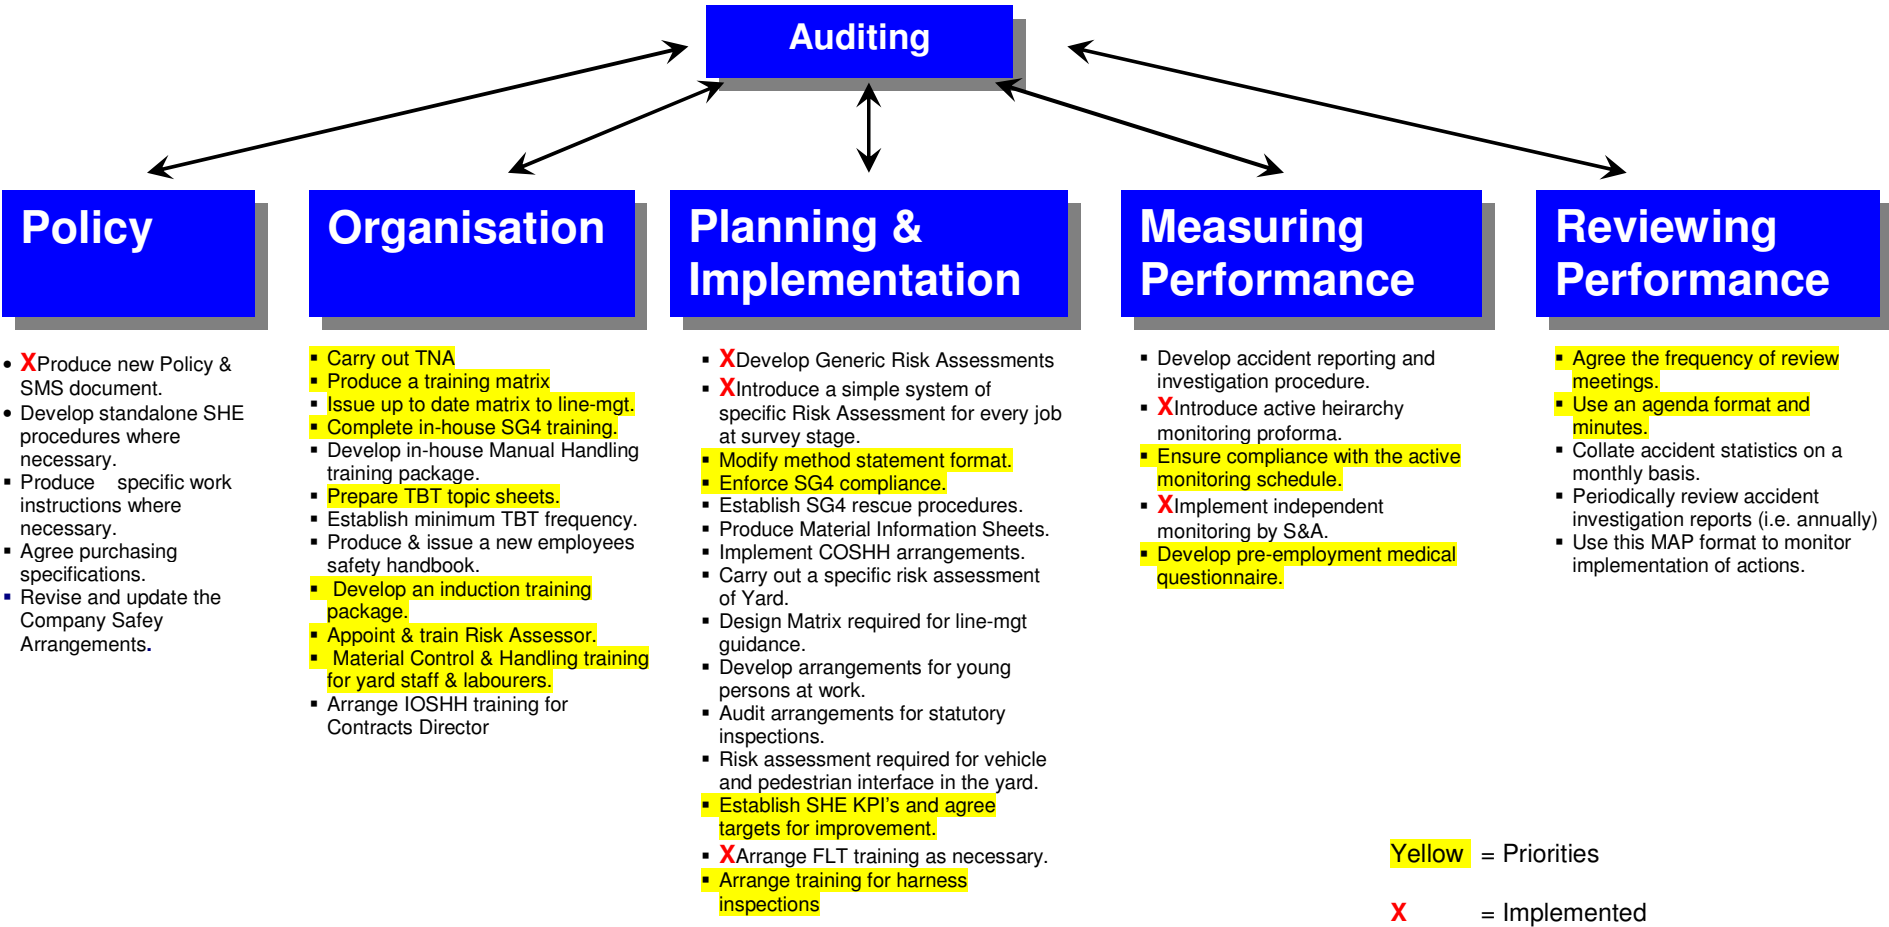 Auditing
Policy
Organisation
Planning &
Implementation
Measuring
Performance
Reviewing
Performance
• XProduce new Policy &
SMS document.
• Develop standalone SHE
procedures where
necessary.
▪ Produce specific work
instructions where
necessary.
▪ Agree purchasing
specifications.
▪ Revise and update the
Company Safey
Arrangements.
▪ Carry out TNA
▪ Produce a training matrix
▪ Issue up to date matrix to line-mgt.
▪ Complete in-house SG4 training.
▪ Develop in-house Manual Handling
training package.
▪ Prepare TBT topic sheets.
▪ Establish minimum TBT frequency.
▪ Produce & issue a new employees
safety handbook.
▪ Develop an induction training
package.
▪ Appoint & train Risk Assessor.
▪ Material Control & Handling training
for yard staff & labourers.
▪ Arrange IOSHH training for
Contracts Director
▪ XDevelop Generic Risk Assessments
▪ XIntroduce a simple system of
specific Risk Assessment for every job
at survey stage.
▪ Modify method statement format.
▪ Enforce SG4 compliance.
▪ Establish SG4 rescue procedures.
▪ Produce Material Information Sheets.
▪ Implement COSHH arrangements.
▪ Carry out a specific risk assessment
of Yard.
▪ Design Matrix required for line-mgt
guidance.
▪ Develop arrangements for young
persons at work.
▪ Audit arrangements for statutory
inspections.
▪ Risk assessment required for vehicle
and pedestrian interface in the yard.
▪ Establish SHE KPI's and agree
targets for improvement.
▪ XArrange FLT training as necessary.
▪ Arrange training for harness
inspections
▪ Develop accident reporting and
investigation procedure.
▪ XIntroduce active heirarchy
monitoring proforma.
▪ Ensure compliance with the active
monitoring schedule.
▪ XImplement independent
monitoring by S&A.
▪ Develop pre-employment medical
questionnaire.
▪ Agree the frequency of review
meetings.
▪ Use an agenda format and
minutes.
▪ Collate accident statistics on a
monthly basis.
▪ Periodically review accident
investigation reports (i.e. annually)
▪ Use this MAP format to monitor
implementation of actions.
Yellow = Priorities
X = Implemented